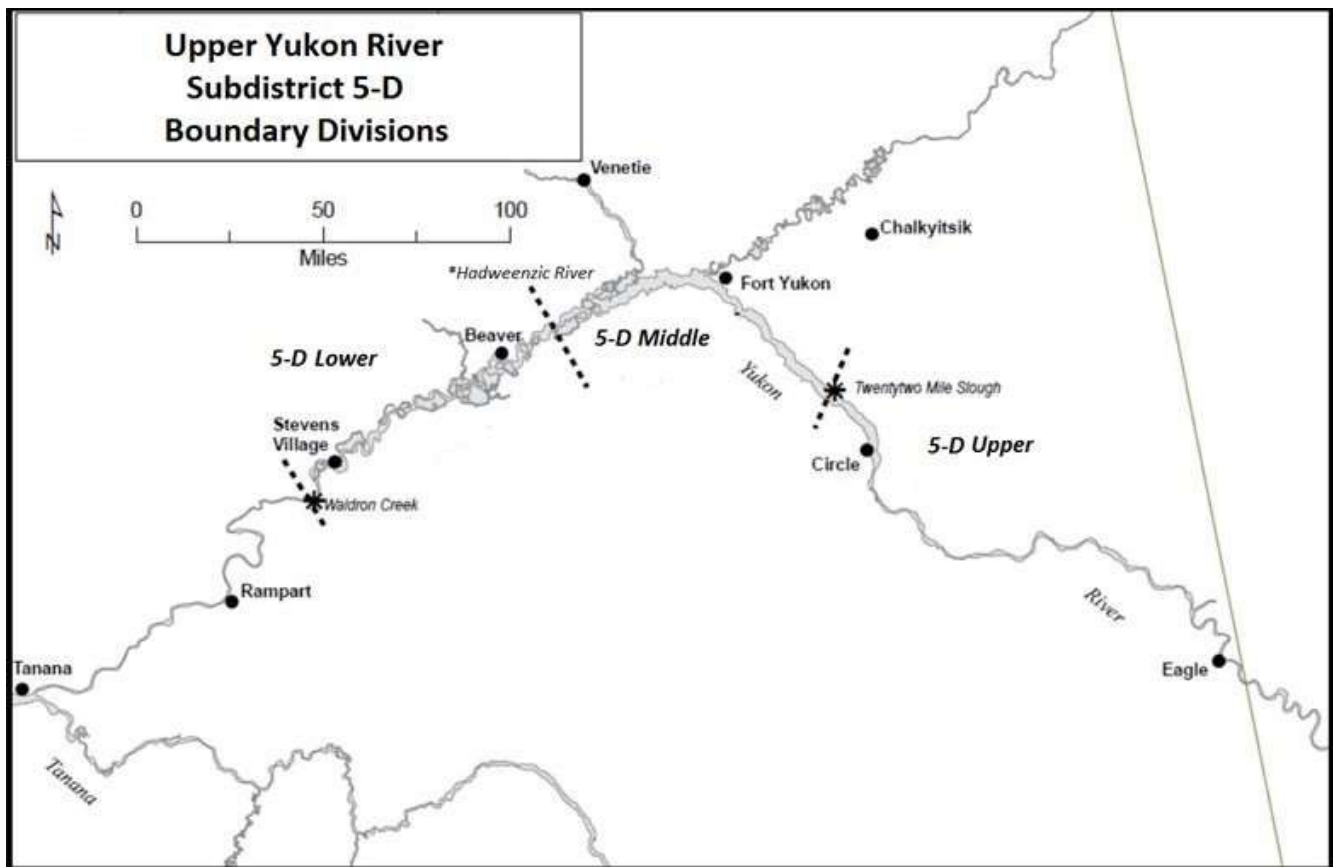 Upper Yukon River
Subdistrict 5-D
Boundary Divisions
Venetie
0 50 100
Miles
N
Chalkyitsik
*Hadweenzic River
Fort Yukon
Beaver
5-D Middle
5-D Lower
Yukon
Twentytwo Mile Slough
Stevens
Village
5-D Upper
Circle
Waldron Creek
Rampart
River
Tanana
Eagle
Tanana